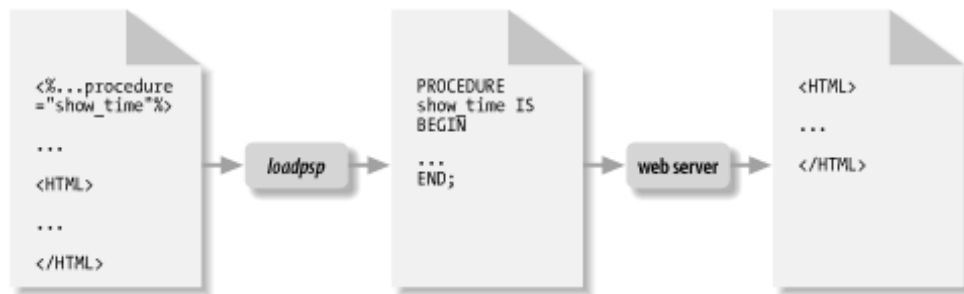 <%...procedure
="show_time"%>
...
<HTML>
...
</HTML>
loadpsp
PROCEDURE
show_time IS
BEGIN
...
END;
web server
<HTML>
...
</HTML>